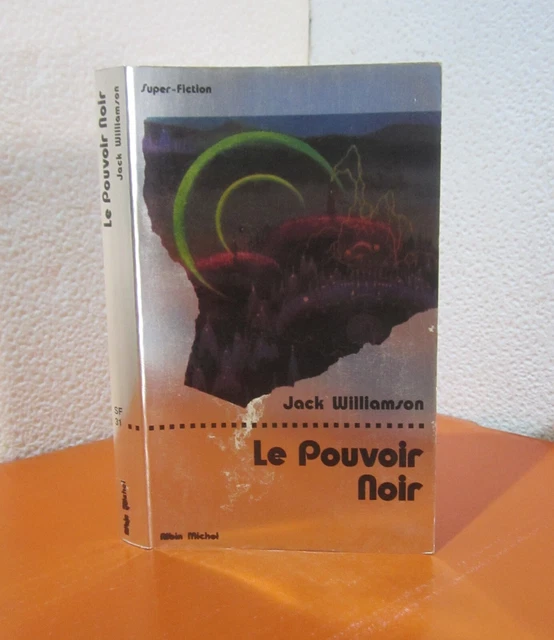 Le Pouvoir Noir
Jack Williamson
SF
31
Albin Michel
Super-Fiction
Jack Williamson
Le Pouvoir
Noir
Albin Michel